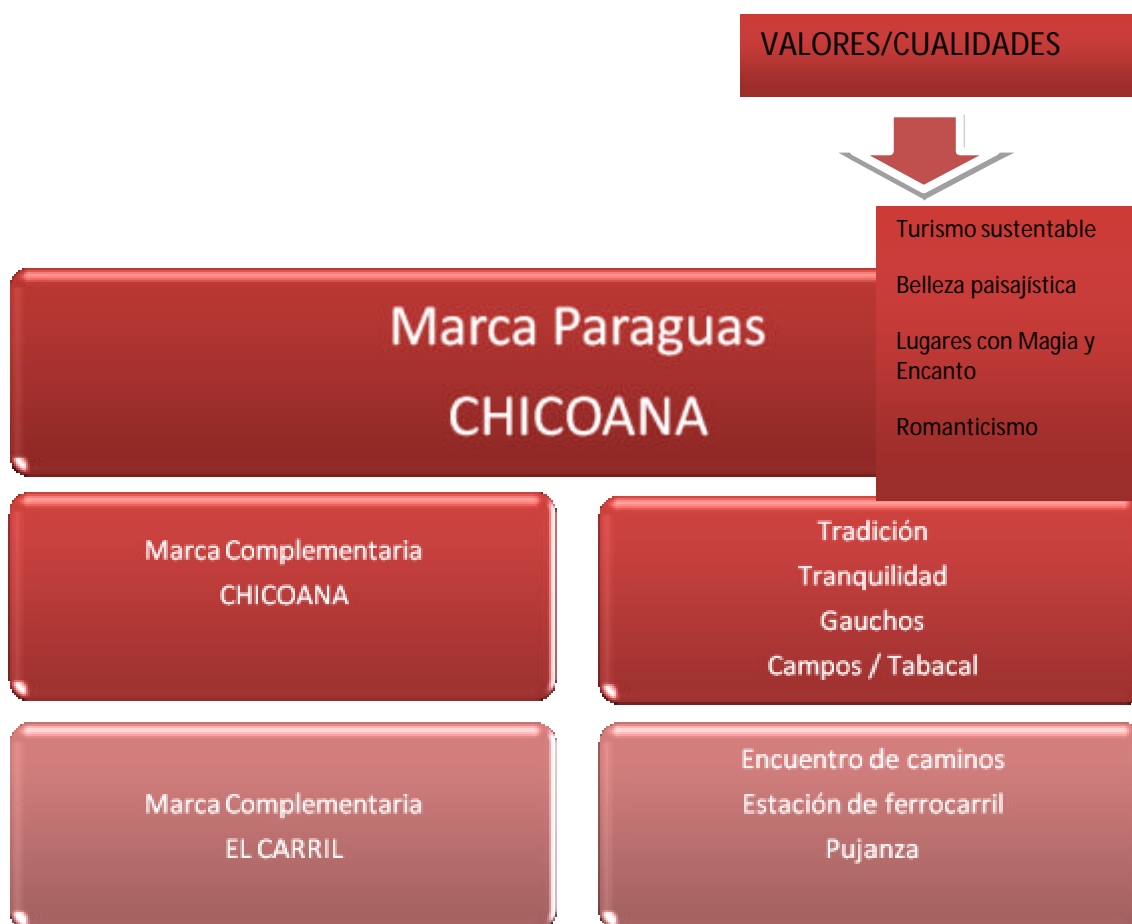 VALORES/CUALIDADES
Turismo sustentable
Belleza paisajística
Lugares con Magia y
Encanto
Romanticismo
Marca Paraguas
CHICOANA
Marca Complementaria
CHICOANA
Tradición
Tranquilidad
Gauchos
Campos / Tabacal
Marca Complementaria
EL CARRIL
Encuentro de caminos
Estación de ferrocarril
Pujanza